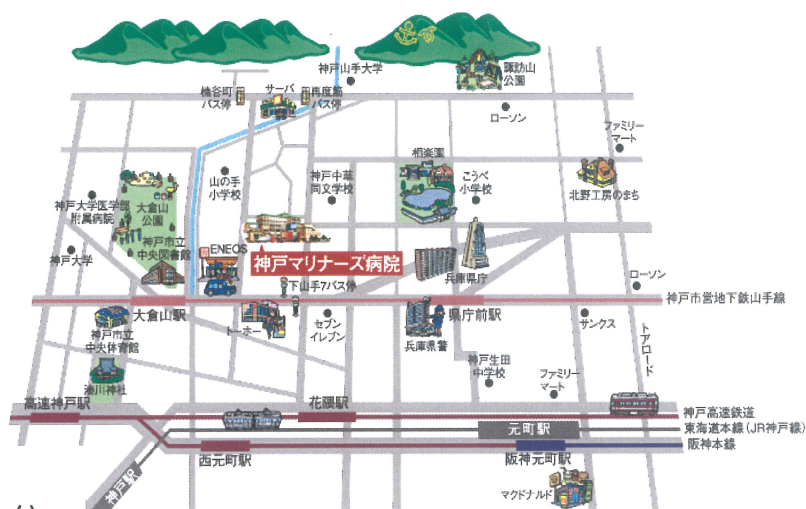 神戸山手大学
諏訪山
公園
楠谷町
バス停
サーバ
再度筋
バス停
ローソン
ファミリー
マート
相楽園
山の手
小学校
神戸中華
同文学校
こうべ
小学校
北野工房のまち
神戸大学医学部
附属病院
大倉山
公園
神戸市立
中央図書館
ENEOS
神戸大学
神戸マリナーズ病院
兵庫県庁
下山手7バス停
ローソン
大倉山駅
県庁前駅
神戸市営地下鉄山手線
神戸市立
中央体育館
トーホー
セブン
イレブン
兵庫県警
サンクス
トアロード
神戸生田
中学校
ファミリー
マート
湊川神社
高速神戸駅
花隈駅
神戸高速鉄道
元町駅
東海道本線(JR神戸線)
西元町駅
阪神元町駅
阪神本線
神戸駅
マクドナルド